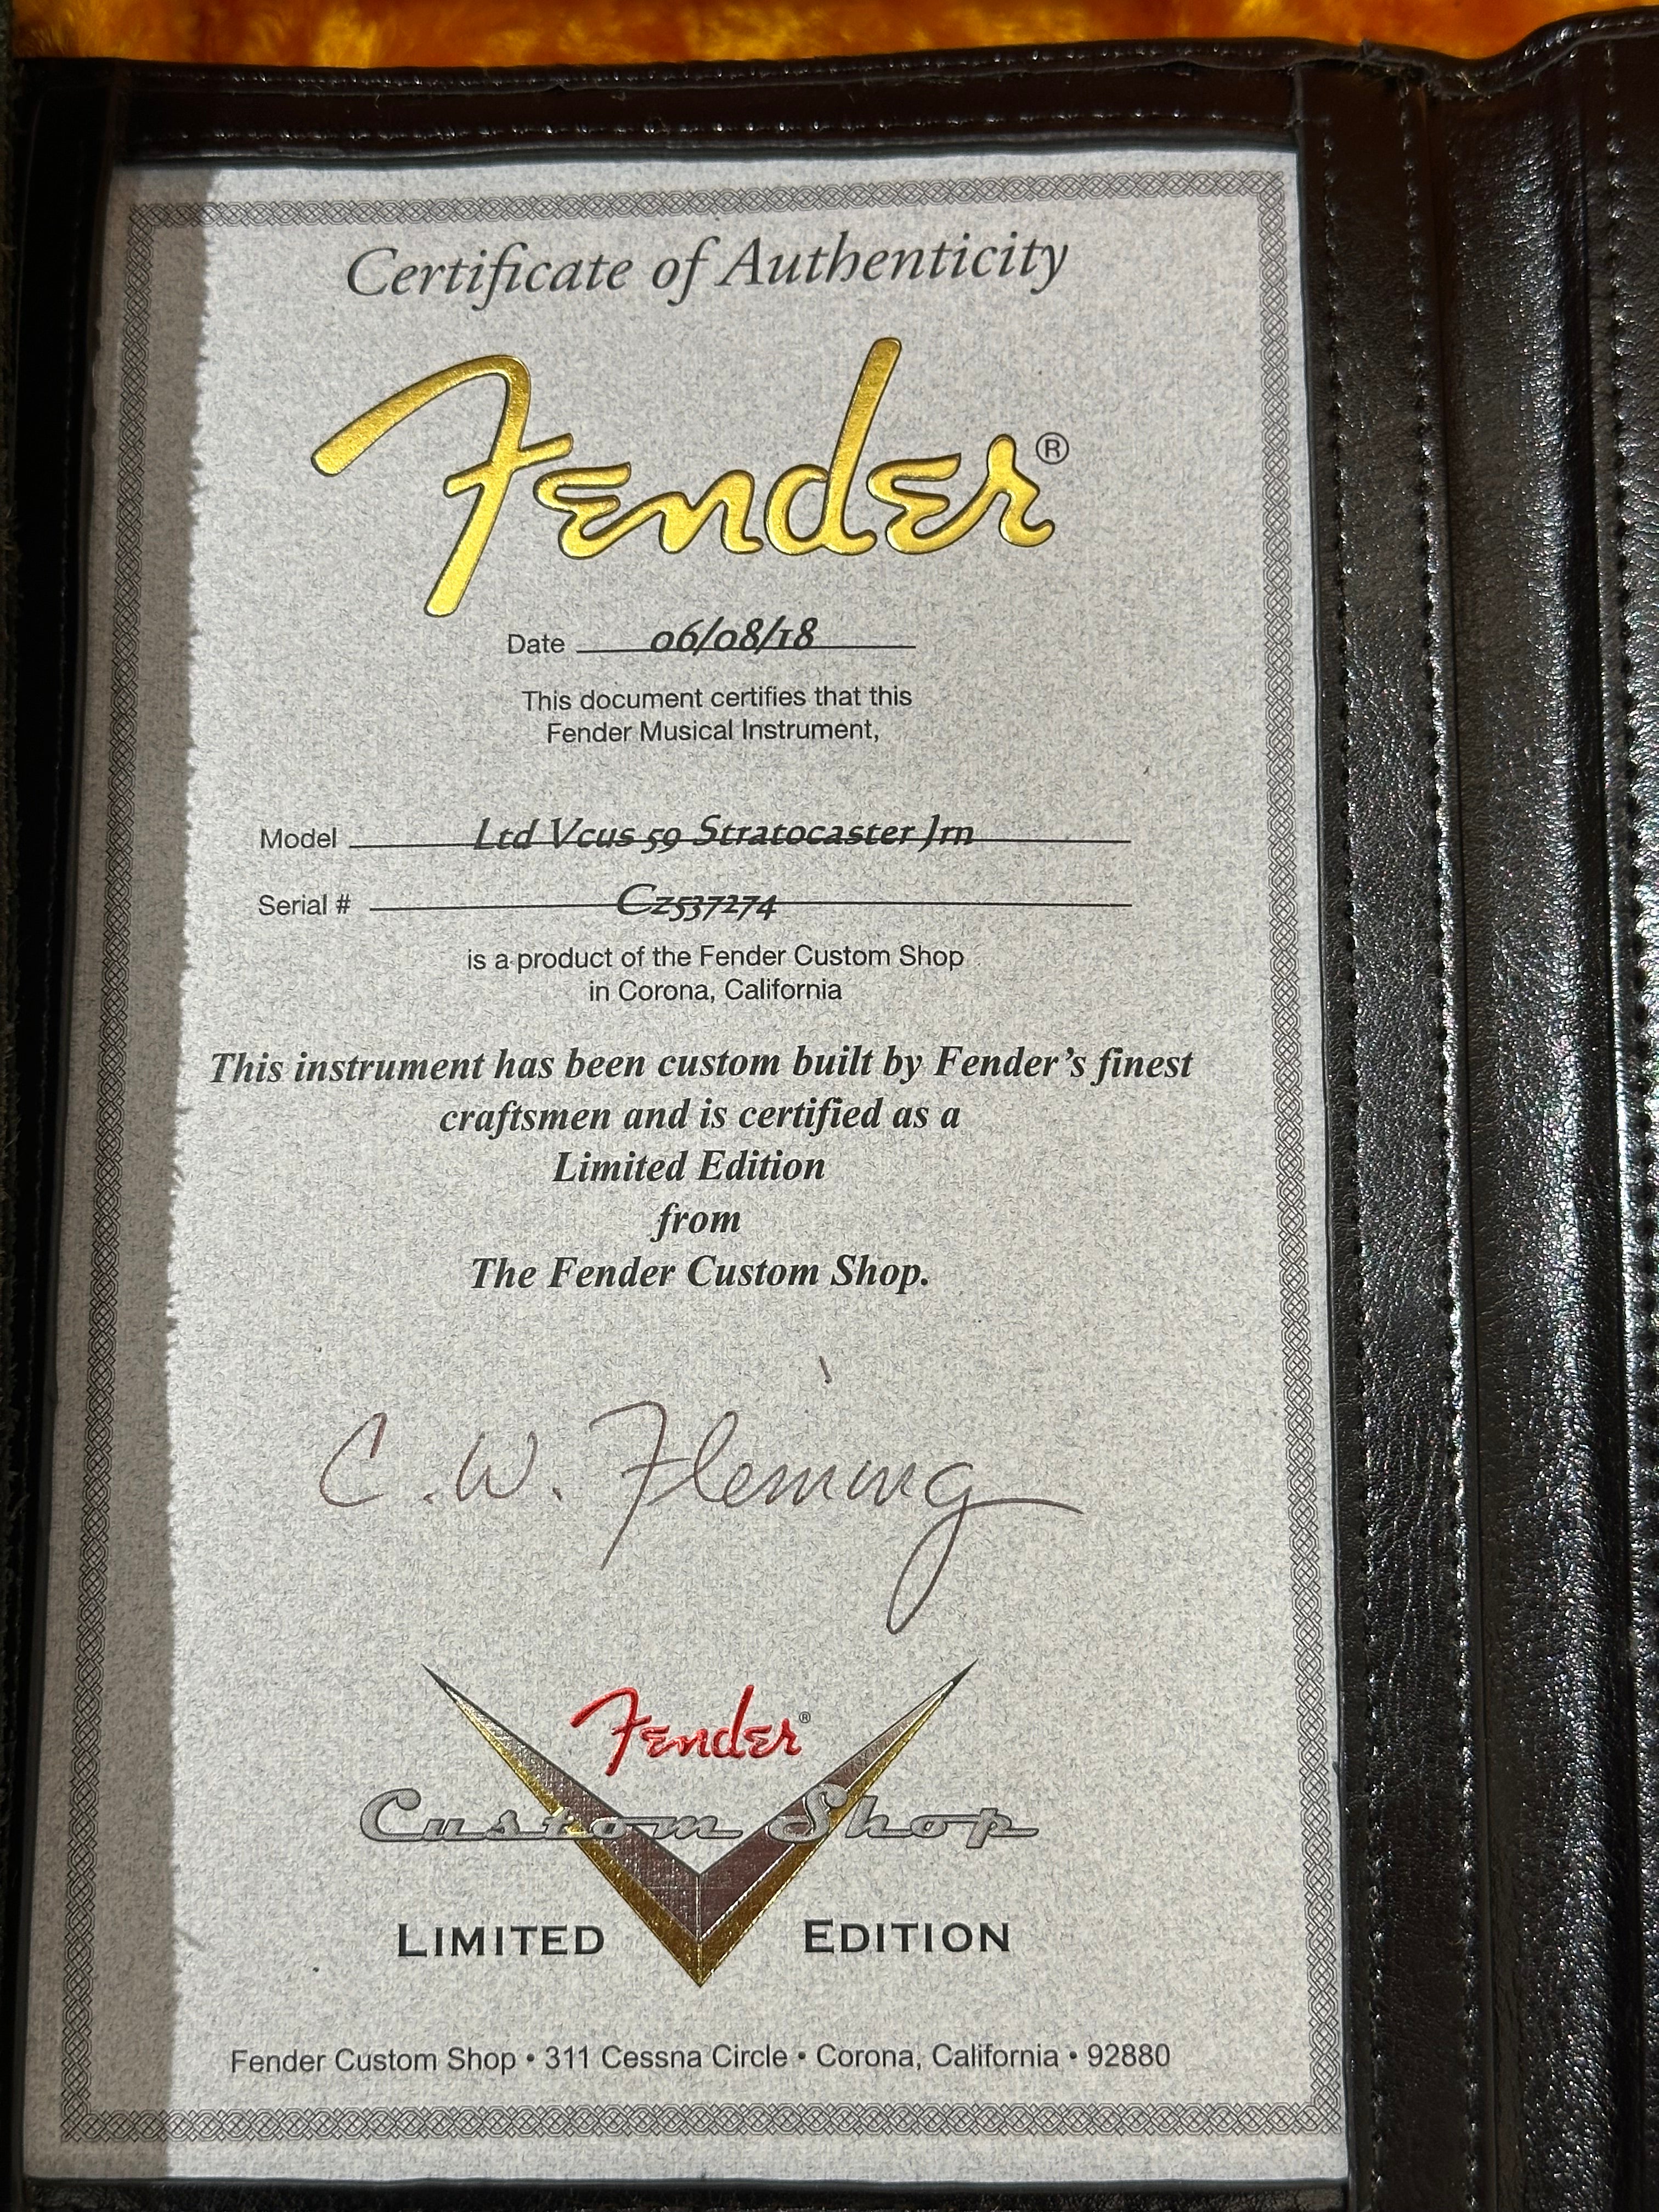 Certificate of Authenticity
Fender®
Date 06/08/18
This document certifies that this
Fender Musical Instrument,
Model Ltd Vcus 59 Stratocaster Jrn
Serial # Cz537274
is a product of the Fender Custom Shop
in Corona, California
This instrument has been custom built by Fender's finest
craftsmen and is certified as a
Limited Edition
from
The Fender Custom Shop.
C.W. Fleming
Fender®
Custom Shop
LIMITED EDITION
Fender Custom Shop • 311 Cessna Circle • Corona, California • 92880